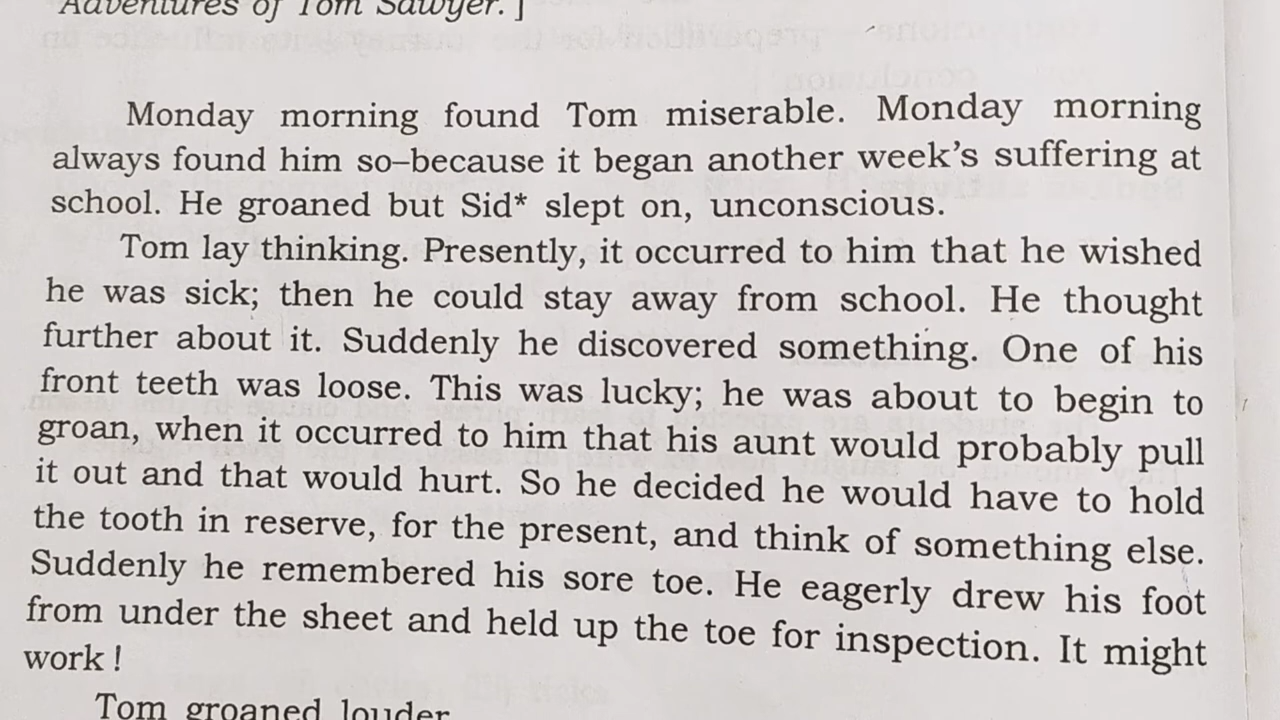 Adventures of Tom Sawyer. ]
Monday morning found Tom miserable. Monday morning
always found him so–because it began another week's suffering at
school. He groaned but Sid* slept on, unconscious.
Tom lay thinking. Presently, it occurred to him that he wished
he was sick; then he could stay away from school. He thought
further about it. Suddenly he discovered something. One of his
front teeth was loose. This was lucky; he was about to begin to
groan, when it occurred to him that his aunt would probably pull
it out and that would hurt. So he decided he would have to hold
the tooth in reserve, for the present, and think of something else.
Suddenly he remembered his sore toe. He eagerly drew his foot
from under the sheet and held up the toe for inspection. It might
work !
Tom groaned louder